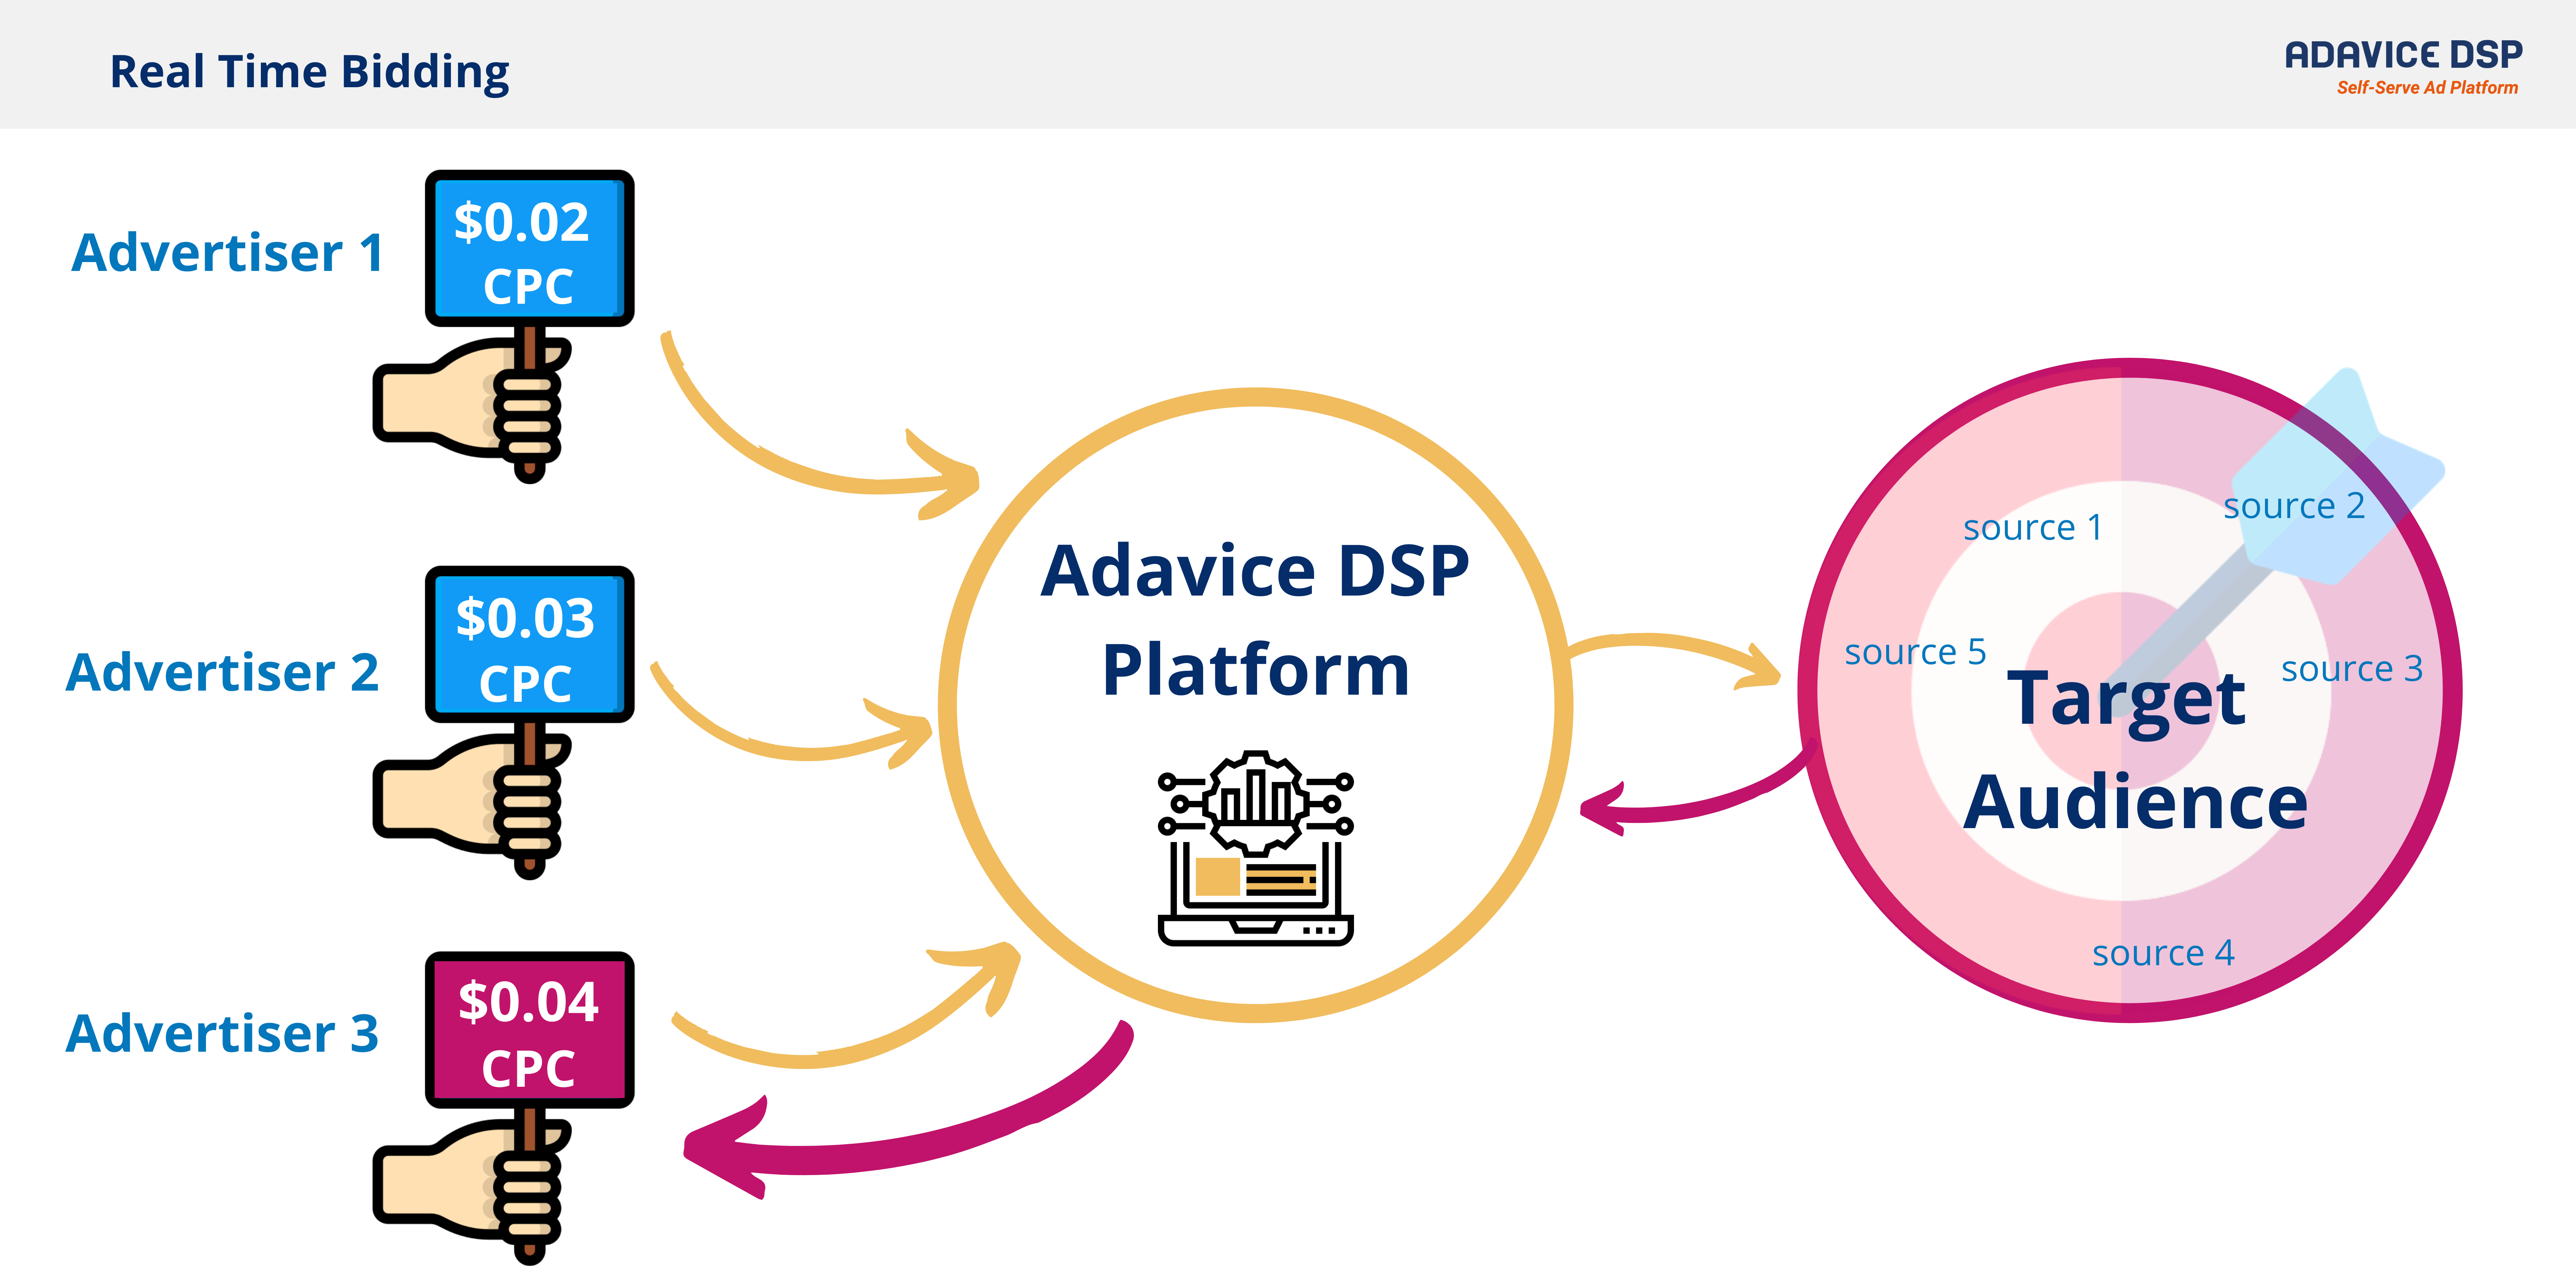 Real Time Bidding
ADAVICE DSP
Self-Serve Ad Platform
Advertiser 1
$0.02
CPC
Advertiser 2
$0.03
CPC
Advertiser 3
$0.04
CPC
Adavice DSP
Platform
source 1
source 2
source 5
source 3
Target
Audience
source 4